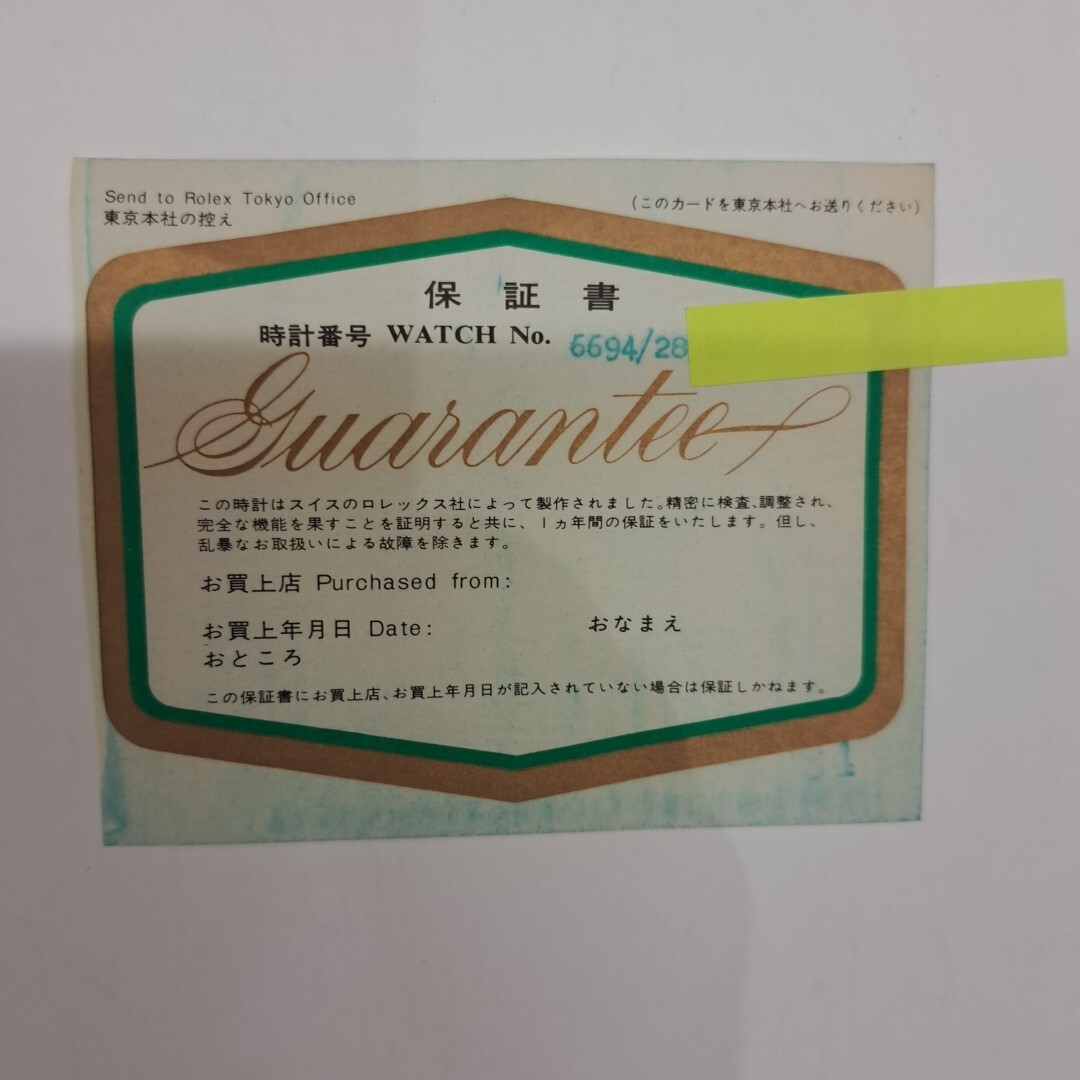 Send to Rolex Tokyo Office
東京本社の控え
(このカードを東京本社へお送りください)
保証書
時計番号 WATCH No. 6694/28
Guarantee
この時計はスイスのロレックス社によって製作されました。精密に検査、調整され、
完全な機能を果すことを証明すると共に、1ヵ年間の保証をいたします。但し、
乱暴なお取扱いによる故障を除きます。
お買上店 Purchased from:
お買上年月日 Date:
おなまえ
おところ
この保証書にお買上店、お買上年月日が記入されていない場合は保証しかねます。